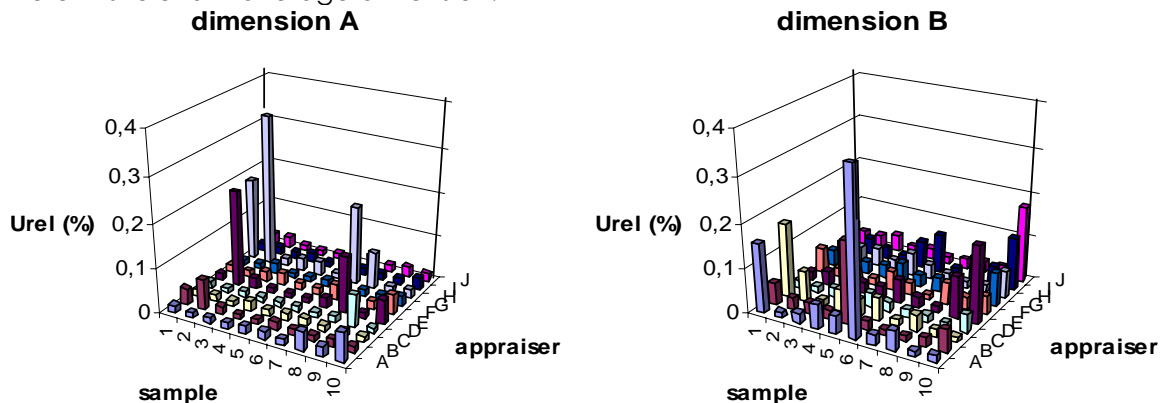 dimension A
0,4
0,3
Urel (%)
0,2
0,1
0
1
2
3
4
5
6
7
8
9
10
A
B
C
D
E
F
G
H
I
J
appraiser
sample
dimension B
0,4
0,3
Urel (%)
0,2
0,1
0
1
2
3
4
5
6
7
8
9
10
A
B
C
D
E
F
G
H
I
J
appraiser
sample